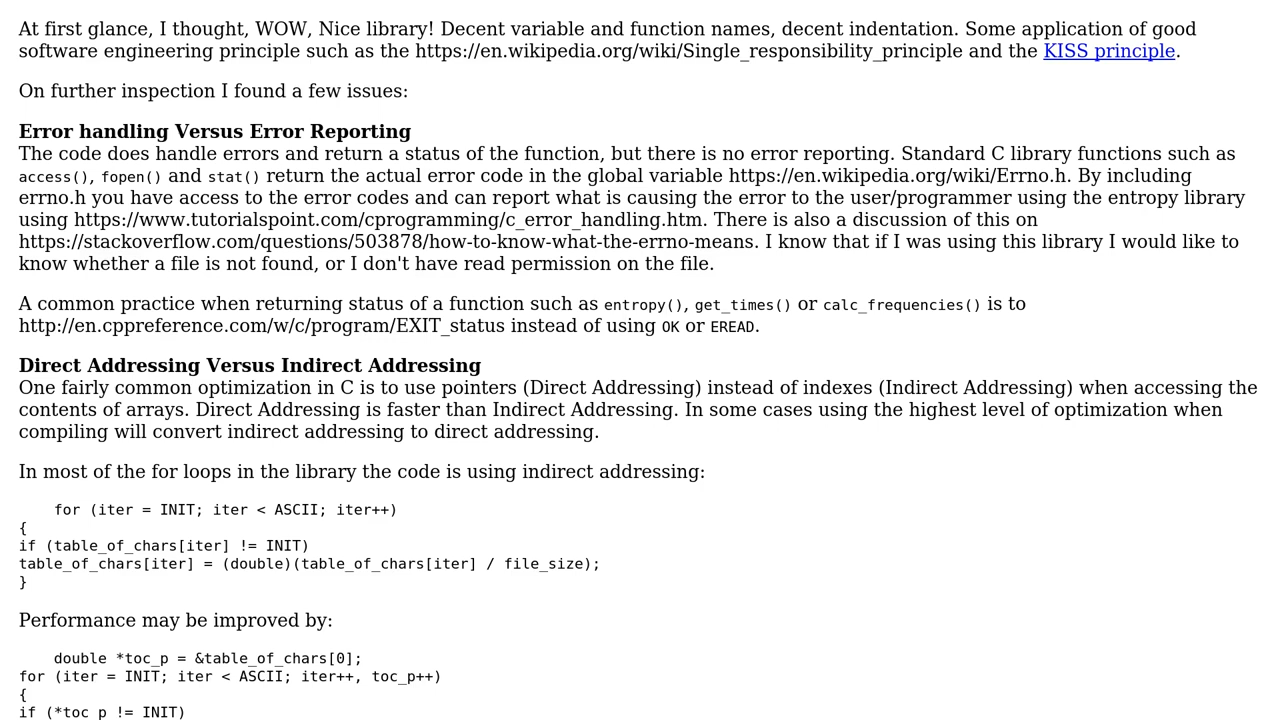 At first glance, I thought, WOW, Nice library! Decent variable and function names, decent indentation. Some application of good
software engineering principle such as the https://en.wikipedia.org/wiki/Single_responsibility_principle and the KISS principle.
On further inspection I found a few issues:
Error handling Versus Error Reporting
The code does handle errors and return a status of the function, but there is no error reporting. Standard C library functions such as
access(), fopen() and stat() return the actual error code in the global variable https://en.wikipedia.org/wiki/Errno.h. By including
errno.h you have access to the error codes and can report what is causing the error to the user/programmer using the entropy library
using https://www.tutorialspoint.com/cprogramming/c_error_handling.htm. There is also a discussion of this on
https://stackoverflow.com/questions/503878/how-to-know-what-the-errno-means. I know that if I was using this library I would like to
know whether a file is not found, or I don't have read permission on the file.
A common practice when returning status of a function such as entropy(), get_times() or calc_frequencies() is to
http://en.cppreference.com/w/c/program/EXIT_status instead of using OK or EREAD.
Direct Addressing Versus Indirect Addressing
One fairly common optimization in C is to use pointers (Direct Addressing) instead of indexes (Indirect Addressing) when accessing the
contents of arrays. Direct Addressing is faster than Indirect Addressing. In some cases using the highest level of optimization when
compiling will convert indirect addressing to direct addressing.
In most of the for loops in the library the code is using indirect addressing:
for (iter = INIT; iter < ASCII; iter++)
{
if (table_of_chars[iter] != INIT)
table_of_chars[iter] = (double)(table_of_chars[iter] / file_size);
}
Performance may be improved by:
double *toc_p = &table_of_chars[0];
for (iter = INIT; iter < ASCII; iter++, toc_p++)
{
if (*toc_p != INIT)